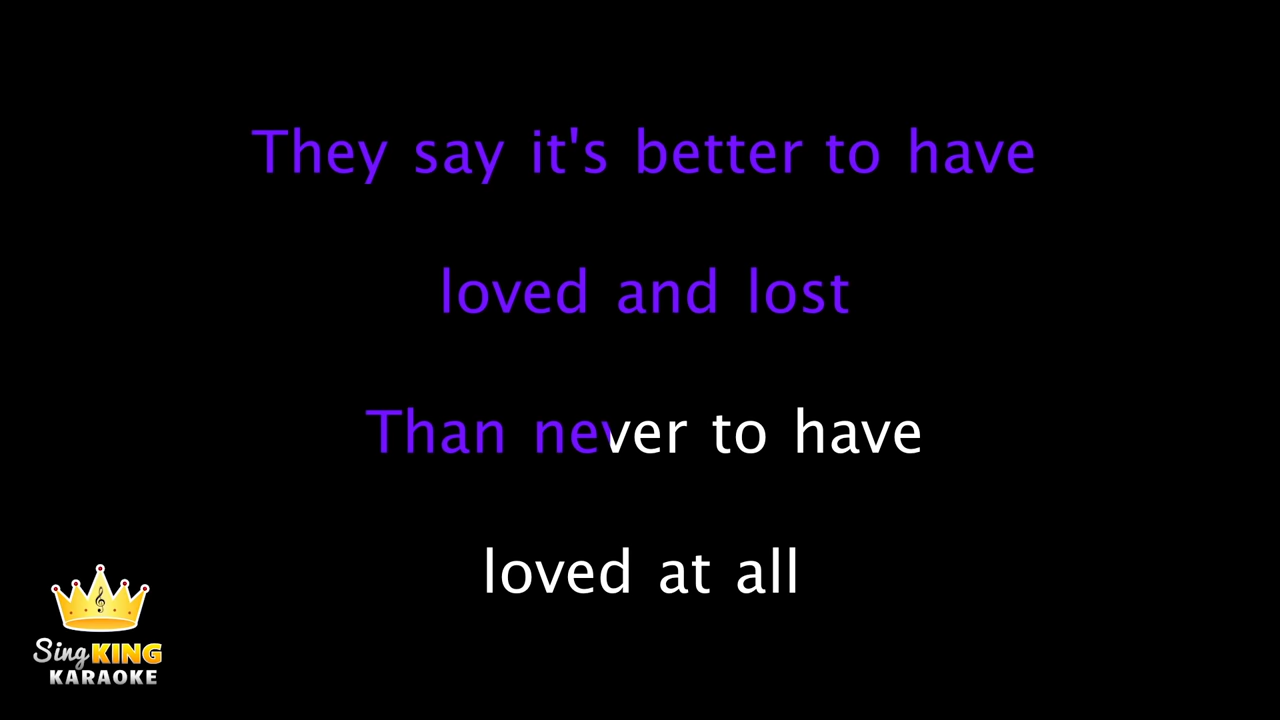 They say it's better to have
loved and lost
Than never to have
loved at all
Sing KING
KARAOKE